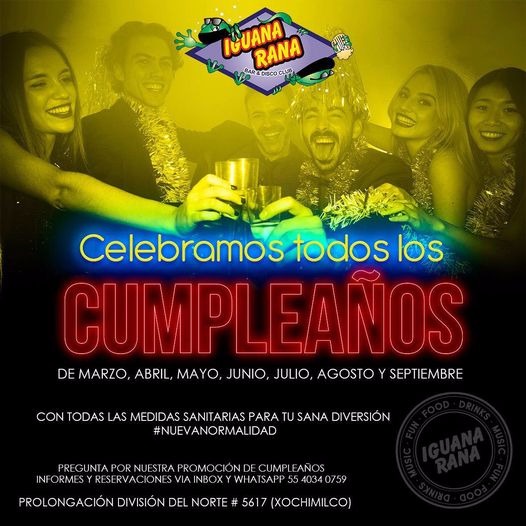 IGUANA
RANA
BAR & DISCO CLUB
Celebramos todos los
CUMPLEAÑOS
DE MARZO, ABRIL, MAYO, JUNIO, JULIO, AGOSTO Y SEPTIEMBRE
CON TODAS LAS MEDIDAS SANITARIAS PARA TU SANA DIVERSIÓN
#NUEVANORMALIDAD
FUN · FOOD · DRINKS · MUSIC · FUN · FOOD · DRINKS · MUSIC
IGUANA
RANA
PREGUNTA POR NUESTRA PROMOCIÓN DE CUMPLEAÑOS
INFORMES Y RESERVACIONES VIA INBOX Y WHATSAPP 55 4034 0759
PROLONGACIÓN DIVISIÓN DEL NORTE # 5617 (XOCHIMILCO)